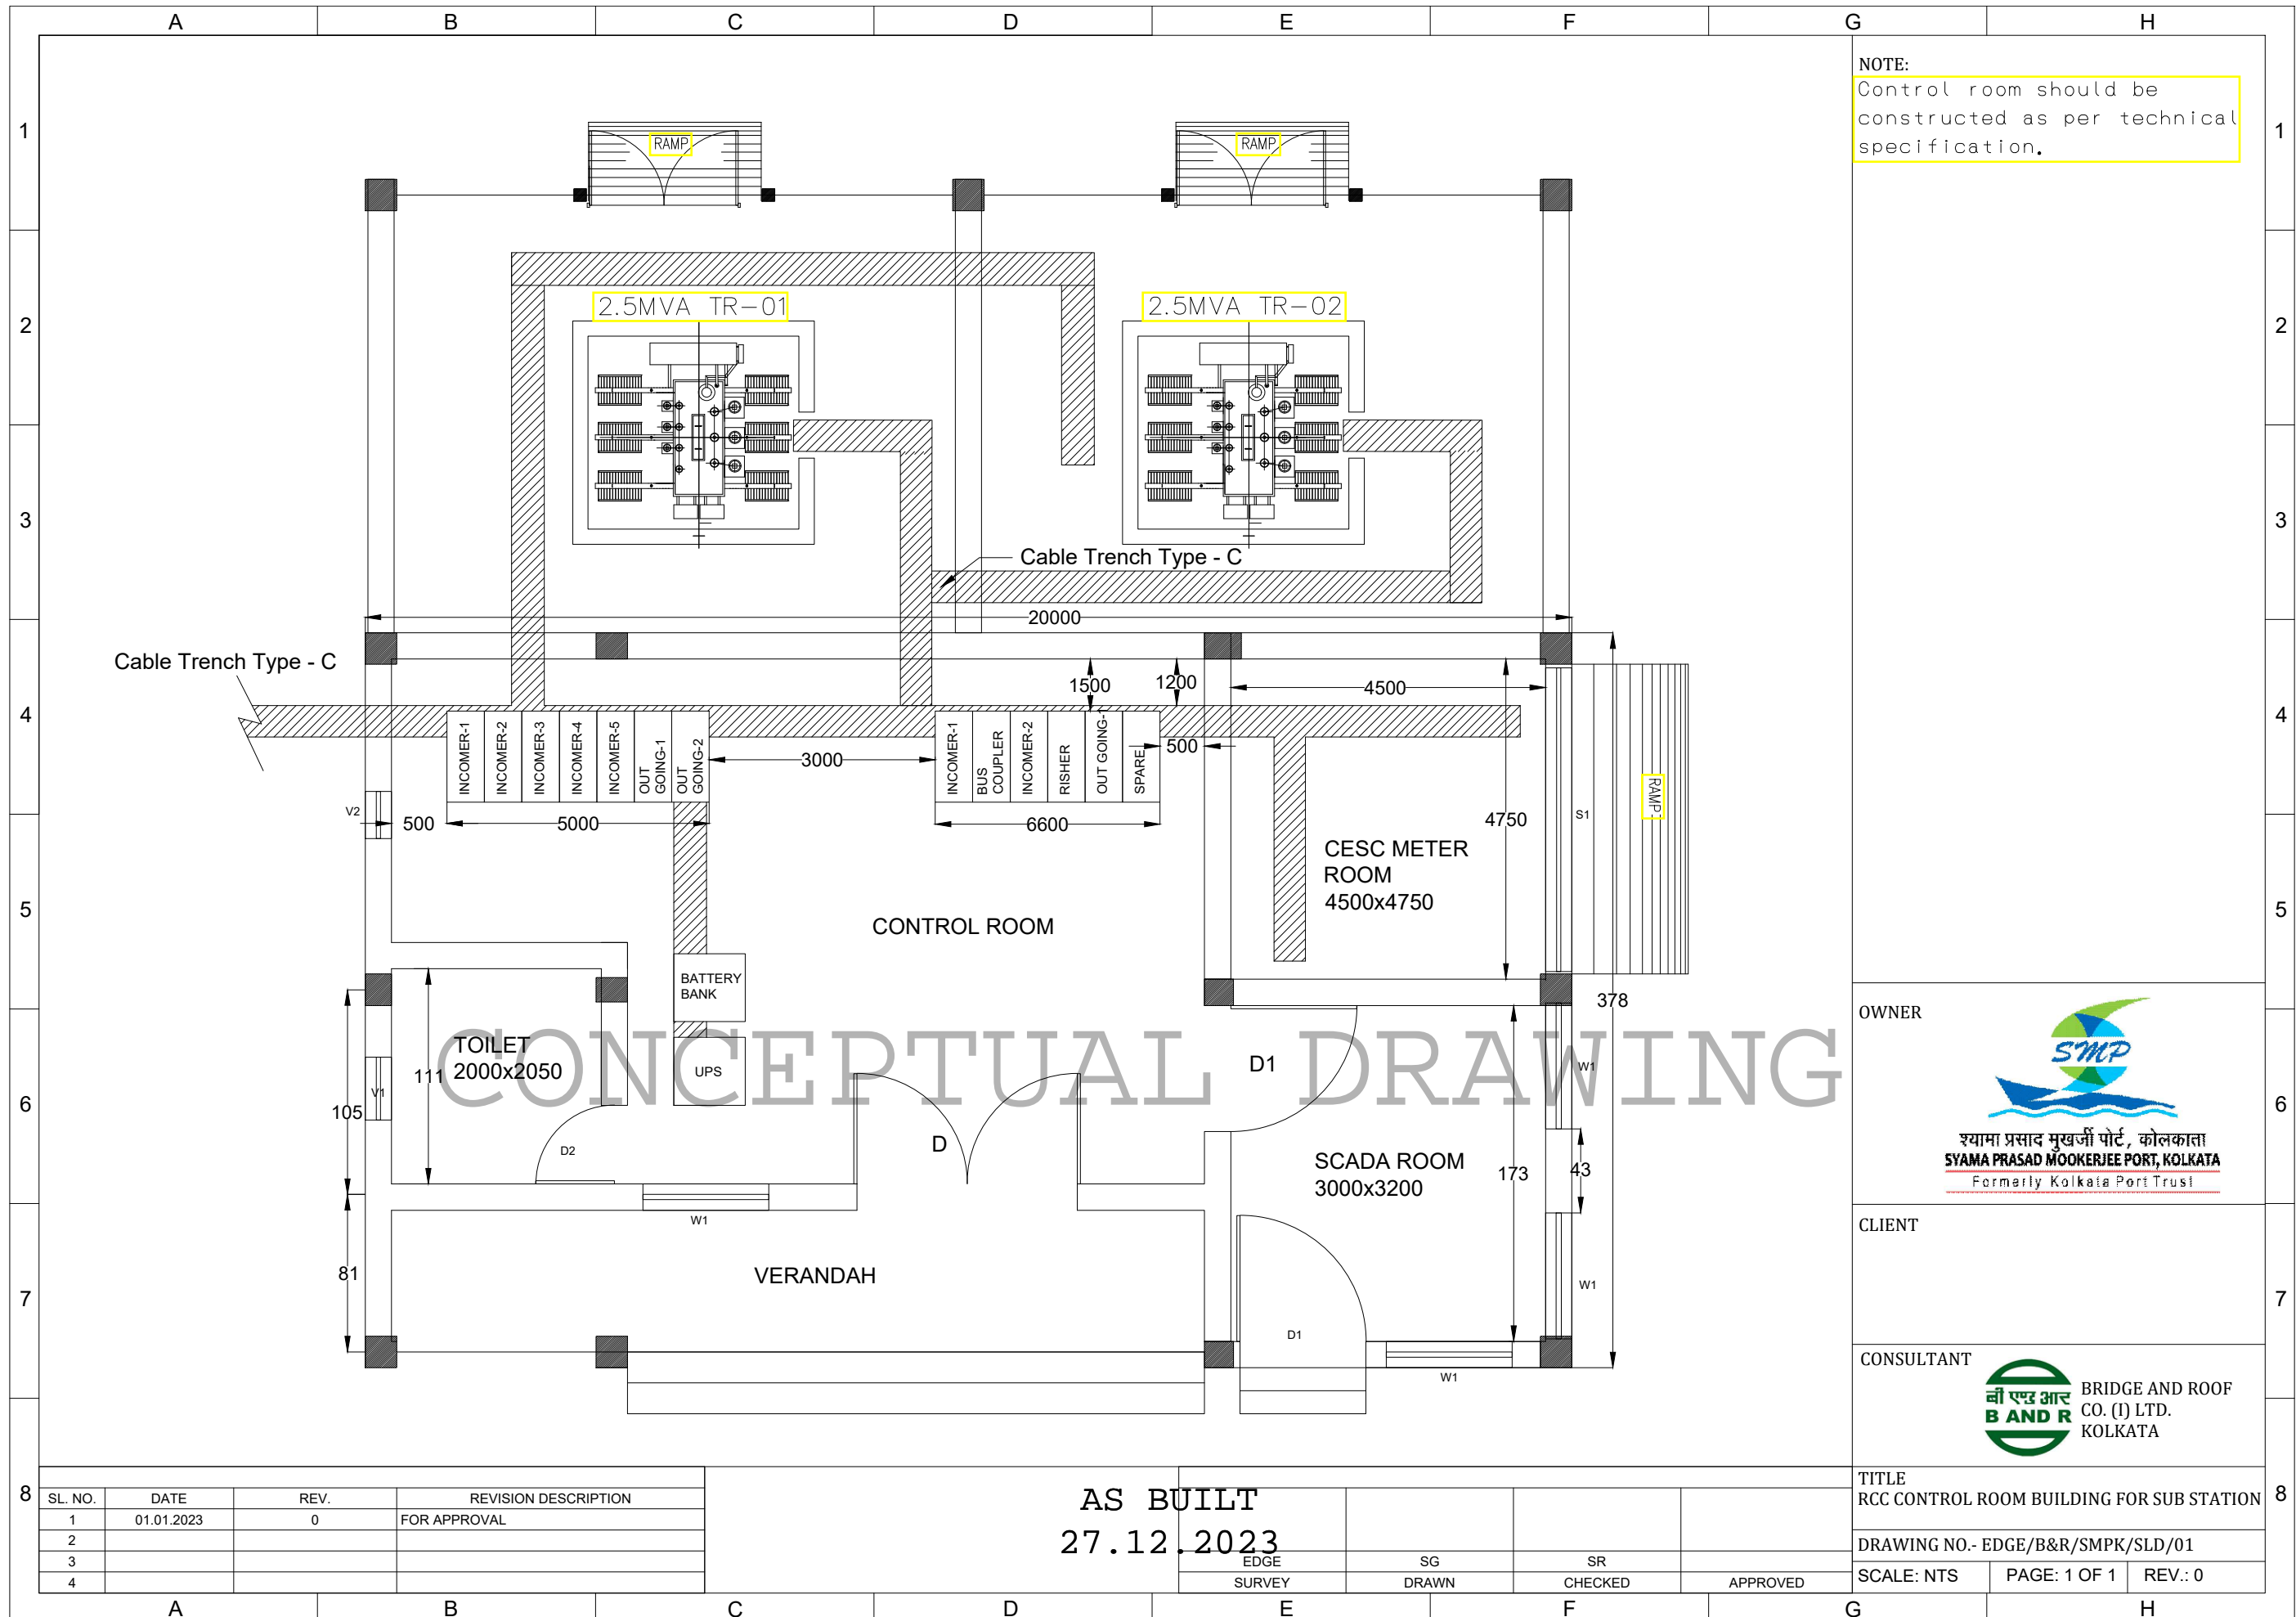 A B C D E F G H
1
2
3
4
5
6
7
8
1
2
3
4
5
6
7
8
A B C D E F G H
NOTE:
Control room should be
constructed as per technical
specification.
RAMP
RAMP
2.5MVA TR-01
2.5MVA TR-02
Cable Trench Type - C
20000
Cable Trench Type - C
1500
1200
4500
INCOMER-1
INCOMER-2
INCOMER-3
INCOMER-4
INCOMER-5
OUT
GOING-1
OUT
GOING-2
3000
INCOMER-1
BUS
COUPLER
INCOMER-2
RISHER
OUT GOING-1
SPARE
500
RAMP
V2
500
5000
6600
4750
S1
CESC METER
ROOM
4500x4750
CONTROL ROOM
BATTERY
BANK
378
CONCEPTUAL DRAWING
TOILET
2000x2050
111
UPS
D1
W1
V1
105
D
D2
SCADA ROOM
3000x3200
173
43
W1
81
VERANDAH
W1
D1
W1
OWNER
SMP
श्यामा प्रसाद मुखर्जी पोर्ट, कोलकाता
SYAMA PRASAD MOOKERJEE PORT, KOLKATA
Formerly Kolkata Port Trust
CLIENT
CONSULTANT
बी एण्ड आर
B AND R
BRIDGE AND ROOF
CO. (I) LTD.
KOLKATA
TITLE
RCC CONTROL ROOM BUILDING FOR SUB STATION
DRAWING NO.- EDGE/B&R/SMPK/SLD/01
SCALE: NTS PAGE: 1 OF 1 REV.: 0
SL. NO. DATE REV. REVISION DESCRIPTION
1 01.01.2023 0 FOR APPROVAL
2
3
4
AS BUILT
27.12.2023
EDGE SG SR
SURVEY DRAWN CHECKED APPROVED